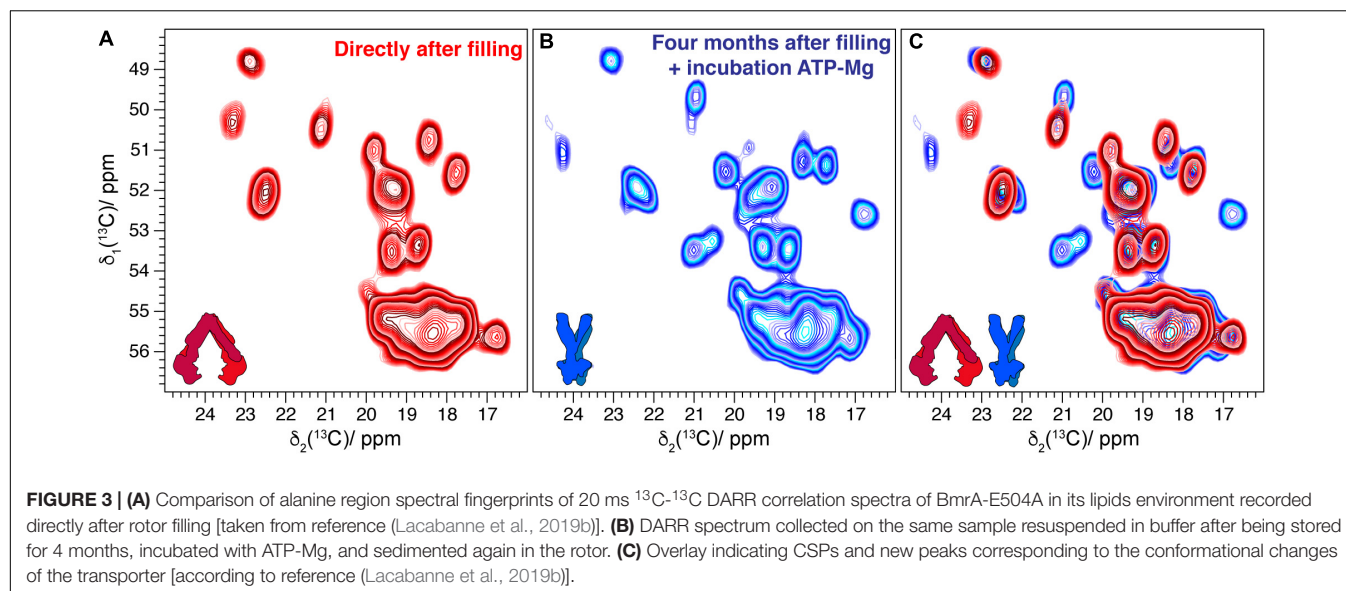 A
Directly after filling
B
Four months after filling
+ incubation ATP-Mg
C
49
50
51
52
53
54
55
56
δ₁(¹³C)/ ppm
24 23 22 21 20 19 18 17
δ₂(¹³C)/ ppm
24 23 22 21 20 19 18 17
δ₂(¹³C)/ ppm
24 23 22 21 20 19 18 17
δ₂(¹³C)/ ppm
FIGURE 3 | (A) Comparison of alanine region spectral fingerprints of 20 ms ¹³C-¹³C DARR correlation spectra of BmrA-E504A in its lipids environment recorded
directly after rotor filling [taken from reference (Lacabanne et al., 2019b)]. (B) DARR spectrum collected on the same sample resuspended in buffer after being stored
for 4 months, incubated with ATP-Mg, and sedimented again in the rotor. (C) Overlay indicating CSPs and new peaks corresponding to the conformational changes
of the transporter [according to reference (Lacabanne et al., 2019b)].